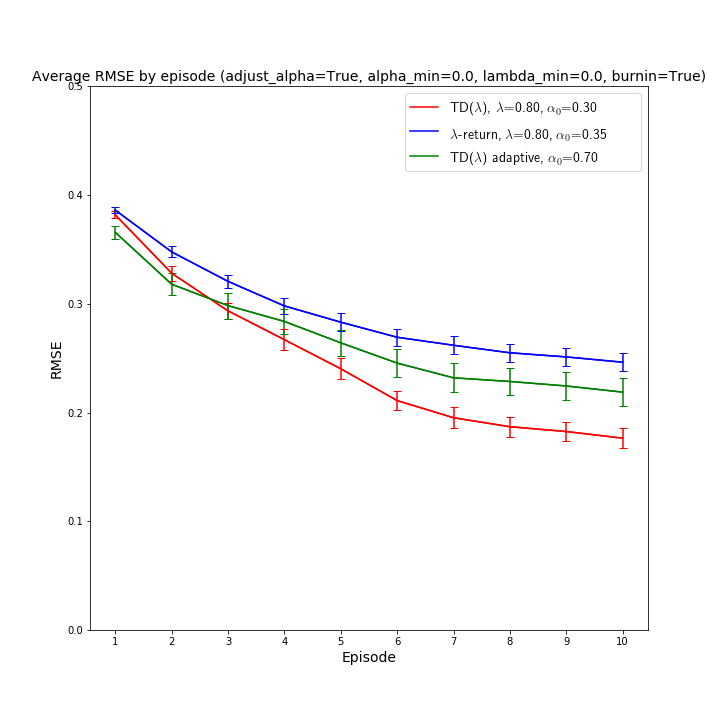 Average RMSE by episode (adjust_alpha=True, alpha_min=0.0, lambda_min=0.0, burnin=True)
0.5
TD(λ), λ=0.80, α₀=0.30
λ-return, λ=0.80, α₀=0.35
TD(λ) adaptive, α₀=0.70
0.4
0.3
RMSE
0.2
0.1
0.0
1 2 3 4 5 6 7 8 9 10
Episode